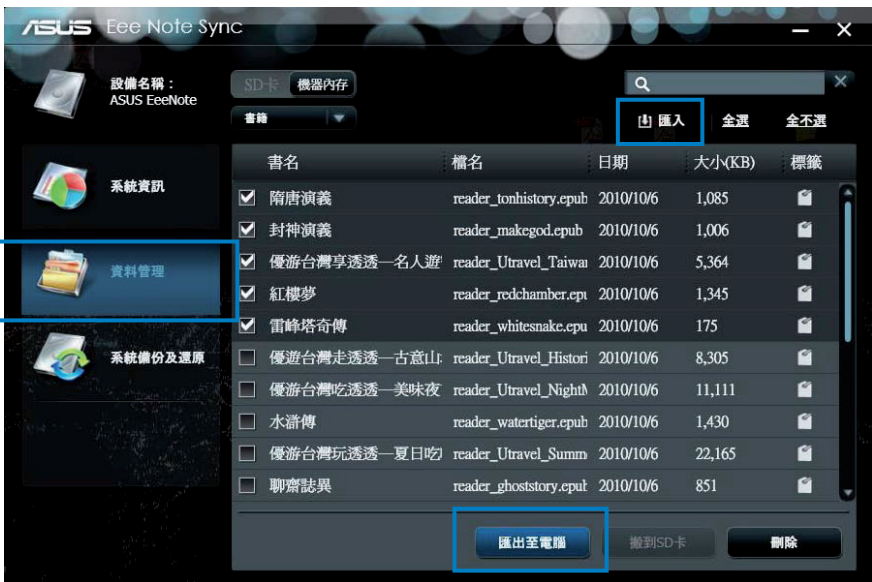 ASUS Eee Note Sync
設備名稱：
ASUS EeeNote
SD卡 機器內存
書籍
匯入 全選 全不選
系統資訊
資料管理
系統備份及還原
書名 檔名 日期 大小(KB) 標籤
隋唐演義 reader_tonhistory.epub 2010/10/6 1,085
封神演義 reader_makegod.epub 2010/10/6 1,006
優游台灣享透透—名人遊 reader_Utravel_Taiwa 2010/10/6 5,364
紅樓夢 reader_redchamber.epu 2010/10/6 1,345
雷峰塔奇傳 reader_whitesnake.epu 2010/10/6 175
優遊台灣走透透—古意山 reader_Utravel_Histori 2010/10/6 8,305
優游台灣吃透透—美味夜 reader_Utravel_Night 2010/10/6 11,111
水滸傳 reader_watertiger.epub 2010/10/6 1,430
優游台灣玩透透—夏日吃 reader_Utravel_Summ 2010/10/6 22,165
聊齋誌異 reader_ghoststory.epub 2010/10/6 851
匯出至電腦 搬到SD卡 刪除